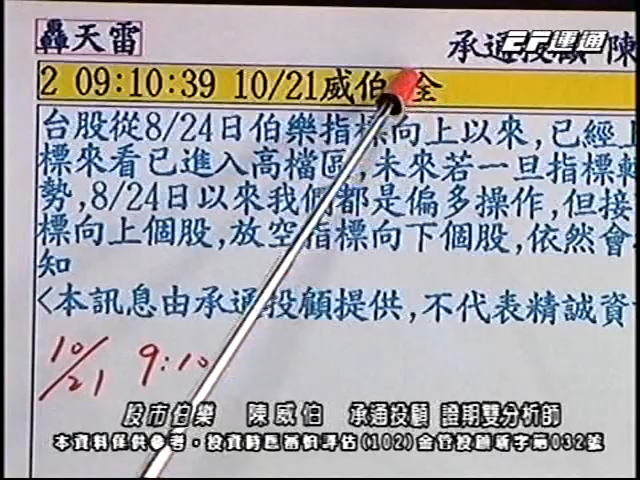 轟天雷
承通投顧 陳
運通
2 09:10:39 10/21威伯 全
台股從8/24日伯樂指標向上以來,已經上
標來看已進入高檔區,未來若一旦指標轉
勢,8/24日以來我們都是偏多操作,但接
標向上個股,放空指標向下個股,依然會
知
<本訊息由承通投顧提供,不代表精誠資
10/21 9:10
股市伯樂 陳威伯 承通投顧 證期雙分析師
本資料僅供參考,投資時應審慎評估(102)金管投顧新字第032號